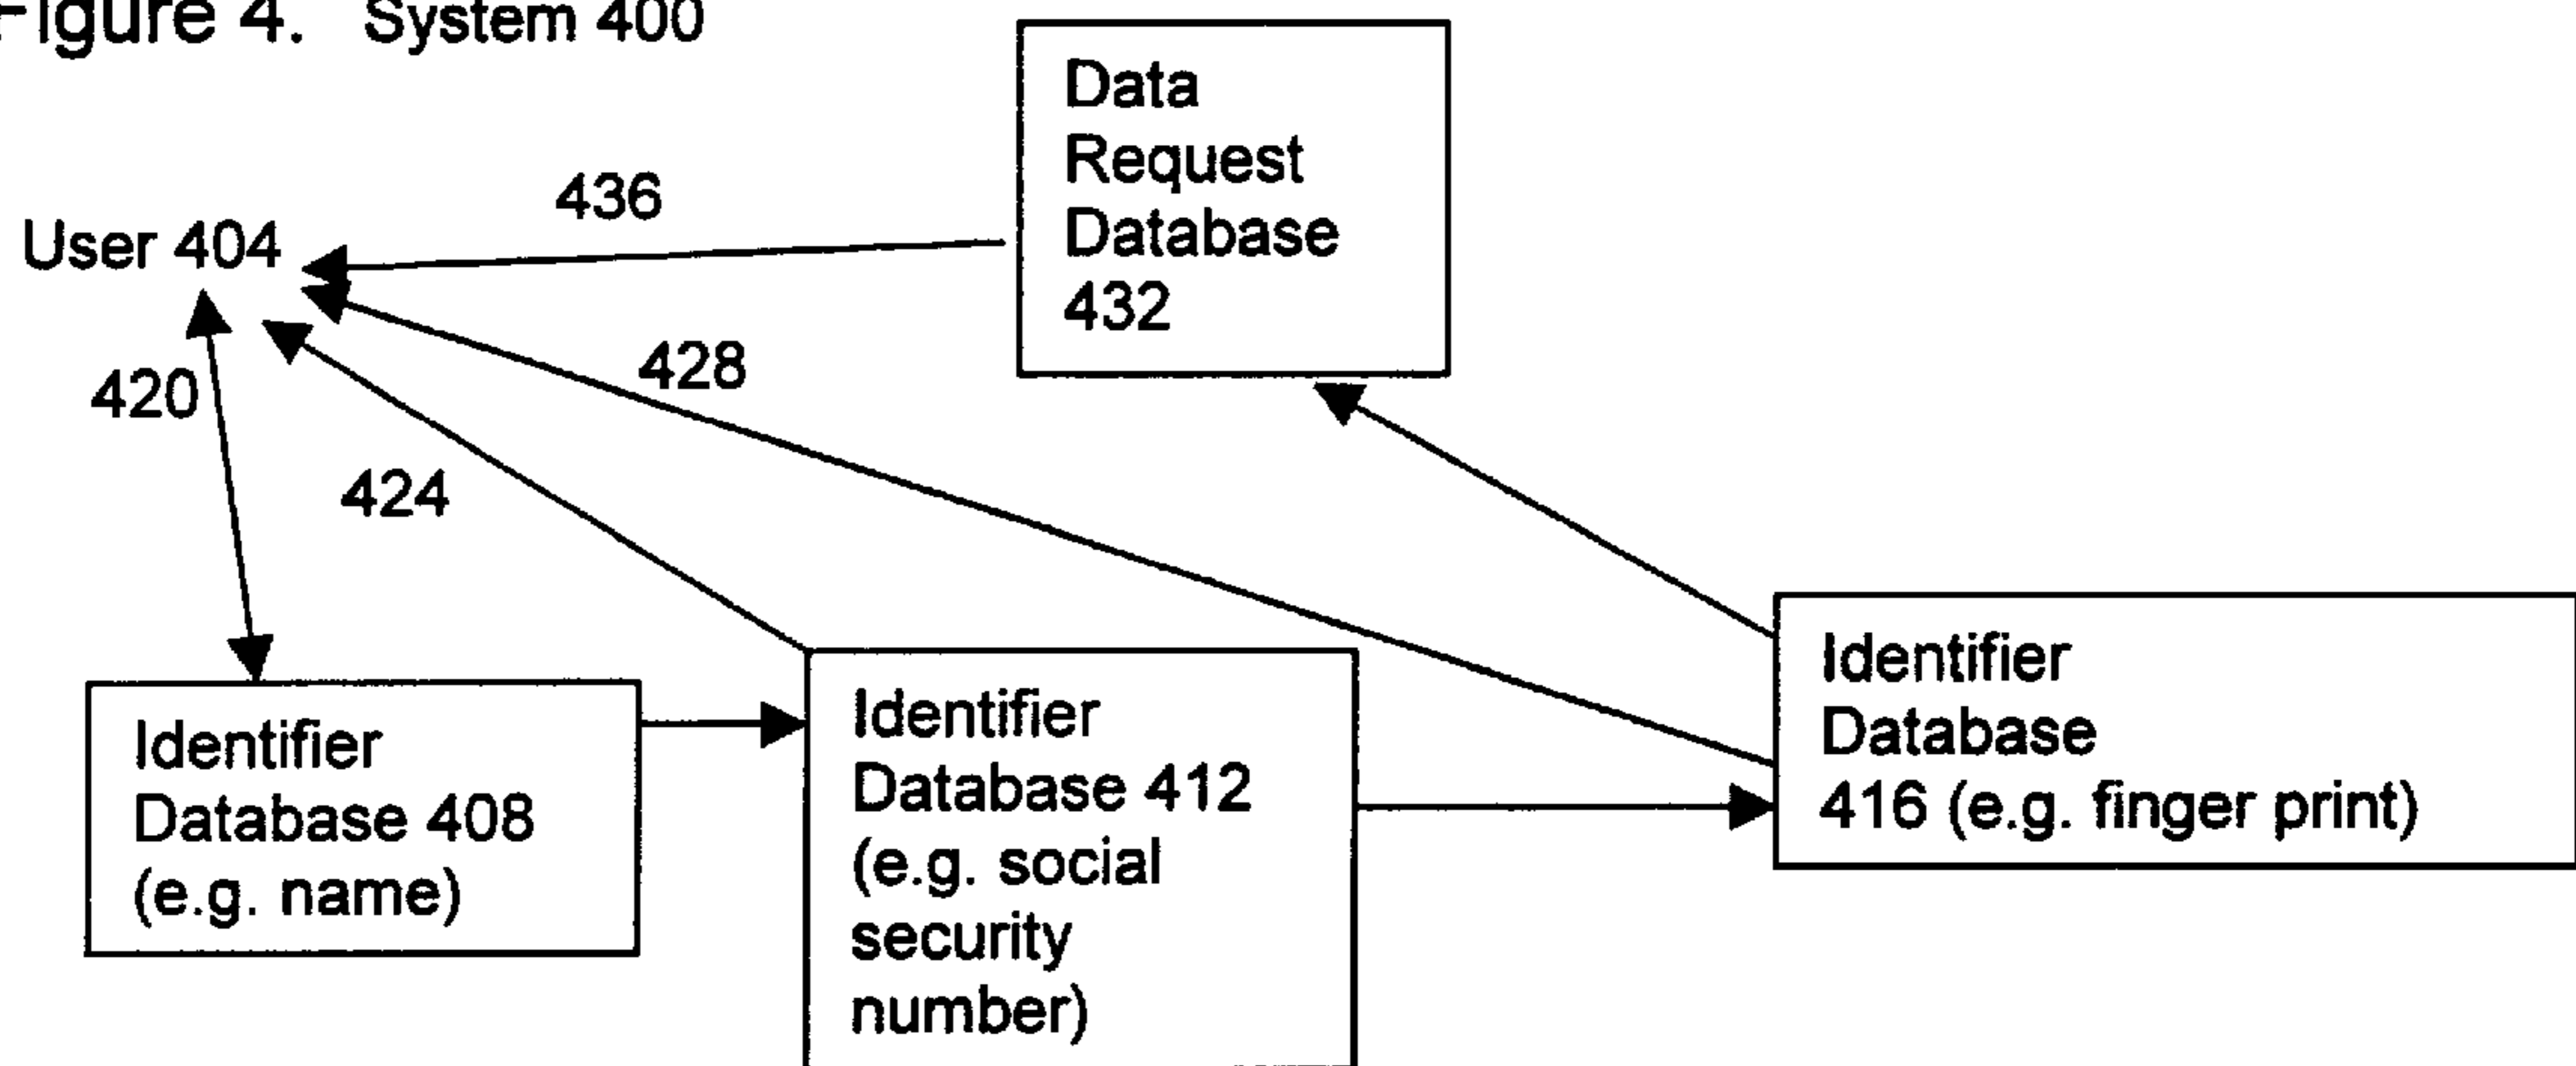 Figure 4. System 400
Data
Request
Database
432
436
User 404
428
420
424
Identifier
Database 408
(e.g. name)
Identifier
Database 412
(e.g. social
security
number)
Identifier
Database
416 (e.g. finger print)